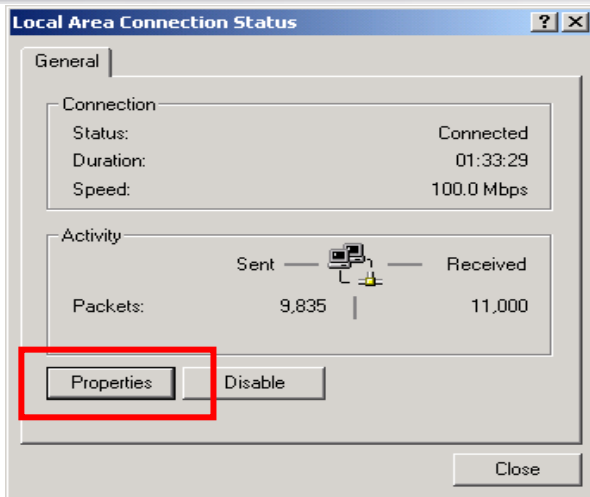 Local Area Connection Status
General
Connection
Status: Connected
Duration: 01:33:29
Speed: 100.0 Mbps
Activity
Sent Received
Packets: 9,835 11,000
Properties Disable
Close